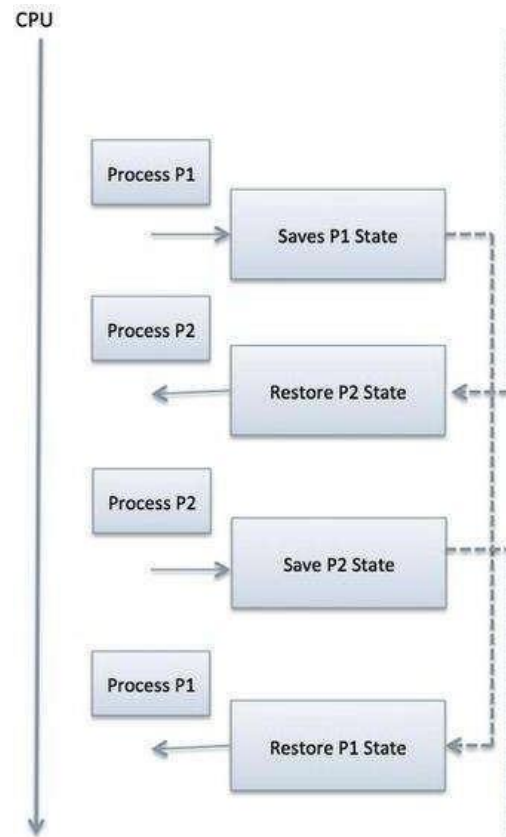 CPU
Process P1
Saves P1 State
Process P2
Restore P2 State
Process P2
Save P2 State
Process P1
Restore P1 State